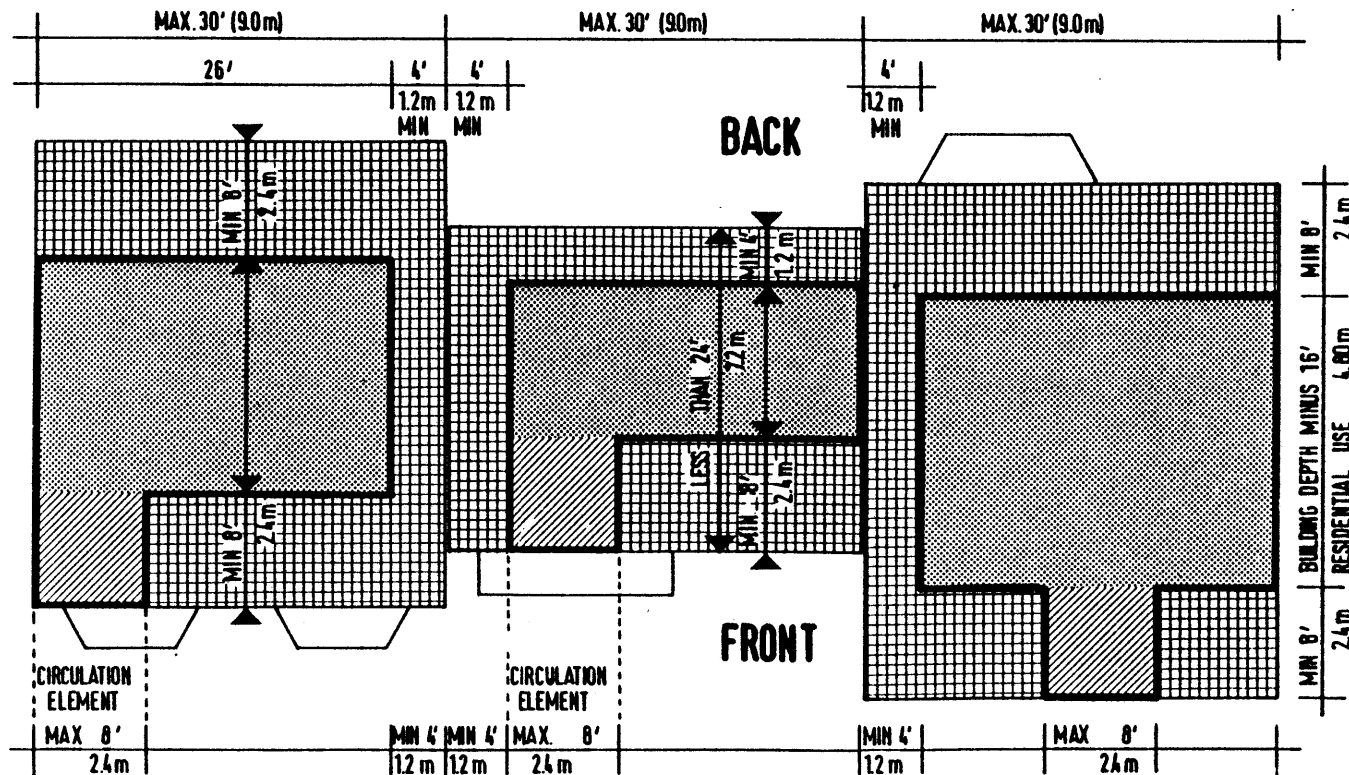 MAX. 30' (9.0m)
MAX. 30' (9.0m)
MAX. 30' (9.0m)
26'
4'
1.2m
MIN
4'
1.2 m
MIN
4'
1.2 m
MIN
BACK
MIN 8'
2.4m
MIN 8'
2.4m
MIN 4'
1.2 m
LESS THAN 24'
7.2 m
MIN. 8'
2.4m
MIN 8'
2.4m
BUILDING DEPTH MINUS 16'
RESIDENTIAL USE 4.80m
MIN 8'
2.4m
FRONT
CIRCULATION
ELEMENT
CIRCULATION
ELEMENT
MAX 8'
2.4m
MIN 4'
1.2 m
MIN 4'
1.2 m
MAX. 8'
2.4 m
MIN 4'
1.2 m
MAX 8'
2.4m